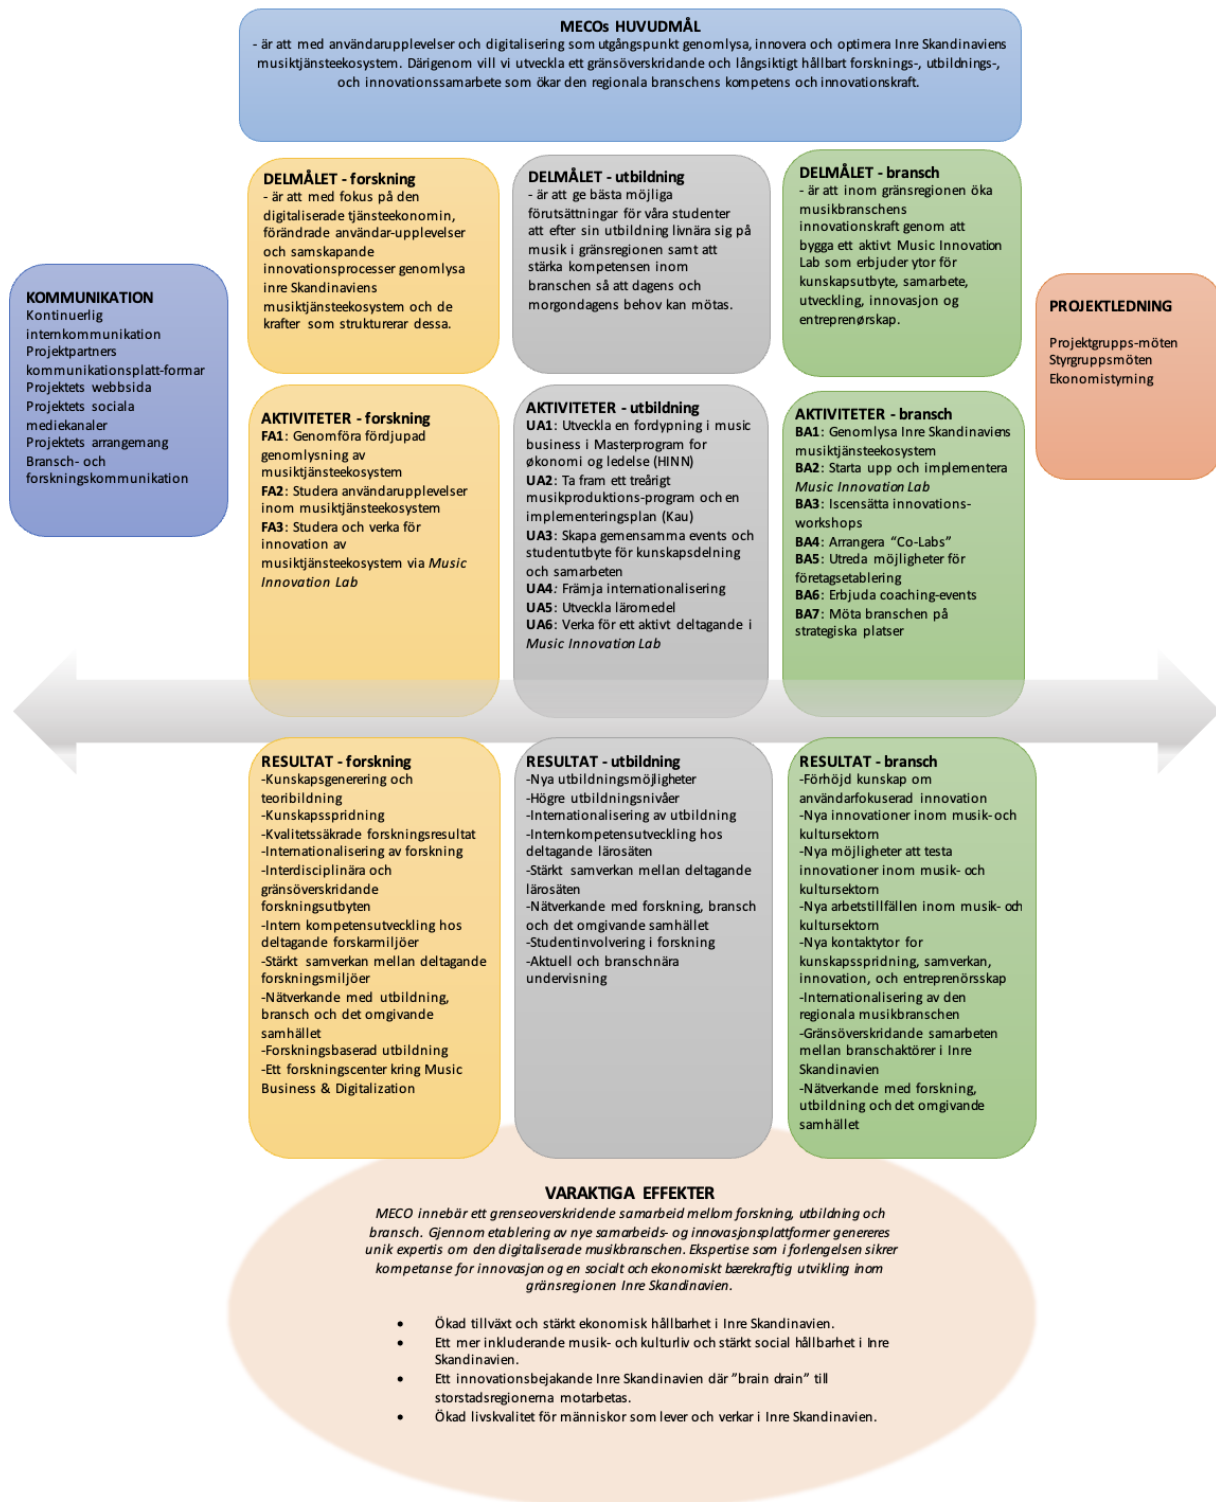 MECOs HUVUDMÅL
- är att med användarupplevelser och digitalisering som utgångspunkt genomlysa, innovera och optimera Inre Skandinaviens
musiktjänsteekosystem. Därigenom vill vi utveckla ett gränsöverskridande och långsiktigt hållbart forsknings-, utbildnings-,
och innovationssamarbete som ökar den regionala branschens kompetens och innovationskraft.
DELMÅLET - forskning
- är att med fokus på den
digitaliserade tjänsteekonomin,
förändrade användar-upplevelser
och samskapande
innovationsprocesser genomlysa
inre Skandinaviens
musiktjänsteekosystem och de
krafter som strukturerar dessa.
DELMÅLET - utbildning
- är att ge bästa möjliga
förutsättningar för våra studenter
att efter sin utbildning livnära sig på
musik i gränsregionen samt att
stärka kompetensen inom
branschen så att dagens och
morgondagens behov kan mötas.
DELMÅLET - bransch
- är att inom gränsregionen öka
musikbranschens
innovationskraft genom att
bygga ett aktivt Music Innovation
Lab som erbjuder ytor för
kunskapsutbyte, samarbete,
utveckling, innovasjon og
entreprenørskap.
KOMMUNIKATION
Kontinuerlig
internkommunikation
Projektpartners
kommunikationsplatt-formar
Projektets webbsida
Projektets sociala
mediekanaler
Projektets arrangemang
Bransch- och
forskningskommunikation
PROJEKTLEDNING
Projektgrupps-möten
Styrgruppsmöten
Ekonomistyrning
AKTIVITETER - forskning
FA1: Genomföra fördjupad
genomlysning av
musiktjänsteekosystem
FA2: Studera användarupplevelser
inom musiktjänsteekosystem
FA3: Studera och verka för
innovation av
musiktjänsteekosystem via Music
Innovation Lab
AKTIVITETER - utbildning
UA1: Utveckla en fordypning i music
business i Masterprogram for
økonomi og ledelse (HINN)
UA2: Ta fram ett treårigt
musikproduktions-program och en
implementeringsplan (Kau)
UA3: Skapa gemensamma events och
studentutbyte för kunskapsdelning
och samarbeten
UA4: Främja internationalisering
UA5: Utveckla läromedel
UA6: Verka för ett aktivt deltagande i
Music Innovation Lab
AKTIVITETER - bransch
BA1: Genomlysa Inre Skandinaviens
musiktjänsteekosystem
BA2: Starta upp och implementera
Music Innovation Lab
BA3: Iscensätta innovations-
workshops
BA4: Arrangera “Co-Labs”
BA5: Utreda möjligheter för
företagsetablering
BA6: Erbjuda coaching-events
BA7: Möta branschen på
strategiska platser
RESULTAT - forskning
-Kunskapsgenerering och
teoribildning
-Kunskapsspridning
-Kvalitetssäkrade forskningsresultat
-Internationalisering av forskning
-Interdisciplinära och
gränsöverskridande
forskningsutbyten
-Intern kompetensutveckling hos
deltagande forskarmiljöer
-Stärkt samverkan mellan deltagande
forskningsmiljöer
-Nätverkande med utbildning,
bransch och det omgivande
samhället
-Forskningsbaserad utbildning
-Ett forskningscenter kring Music
Business & Digitalization
RESULTAT - utbildning
-Nya utbildningsmöjligheter
-Högre utbildningsnivåer
-Internationalisering av utbildning
-Internkompetensutveckling hos
deltagande lärosäten
-Stärkt samverkan mellan deltagande
lärosäten
-Nätverkande med forskning, bransch
och det omgivande samhället
-Studentinvolvering i forskning
-Aktuell och branschnära
undervisning
RESULTAT - bransch
-Förhöjd kunskap om
användarfokuserad innovation
-Nya innovationer inom musik- och
kultursektorn
-Nya möjligheter att testa
innovationer inom musik- och
kultursektorn
-Nya arbetstillfällen inom musik- och
kultursektorn
-Nya kontaktytor for
kunskapsspridning, samverkan,
innovation, och entreprenörsskap
-Internationalisering av den
regionala musikbranschen
-Gränsöverskridande samarbeten
mellan branschaktörer i Inre
Skandinavien
-Nätverkande med forskning,
utbildning och det omgivande
samhället
VARAKTIGA EFFEKTER
MECO innebär ett grenseoverskridende samarbeid mellom forskning, utbildning och
bransch. Gjennom etablering av nye samarbeids- og innovasjonsplattformer genereres
unik expertis om den digitaliserade musikbranschen. Ekspertise som i forlengelsen sikrer
kompetanse for innovasjon og en socialt och ekonomiskt bærekraftig utvikling inom
gränsregionen Inre Skandinavien.
• Ökad tillväxt och stärkt ekonomisk hållbarhet i Inre Skandinavien.
• Ett mer inkluderande musik- och kulturliv och stärkt social hållbarhet i Inre
Skandinavien.
• Ett innovationsbejakande Inre Skandinavien där ”brain drain” till
storstadsregionerna motarbetas.
• Ökad livskvalitet för människor som lever och verkar i Inre Skandinavien.